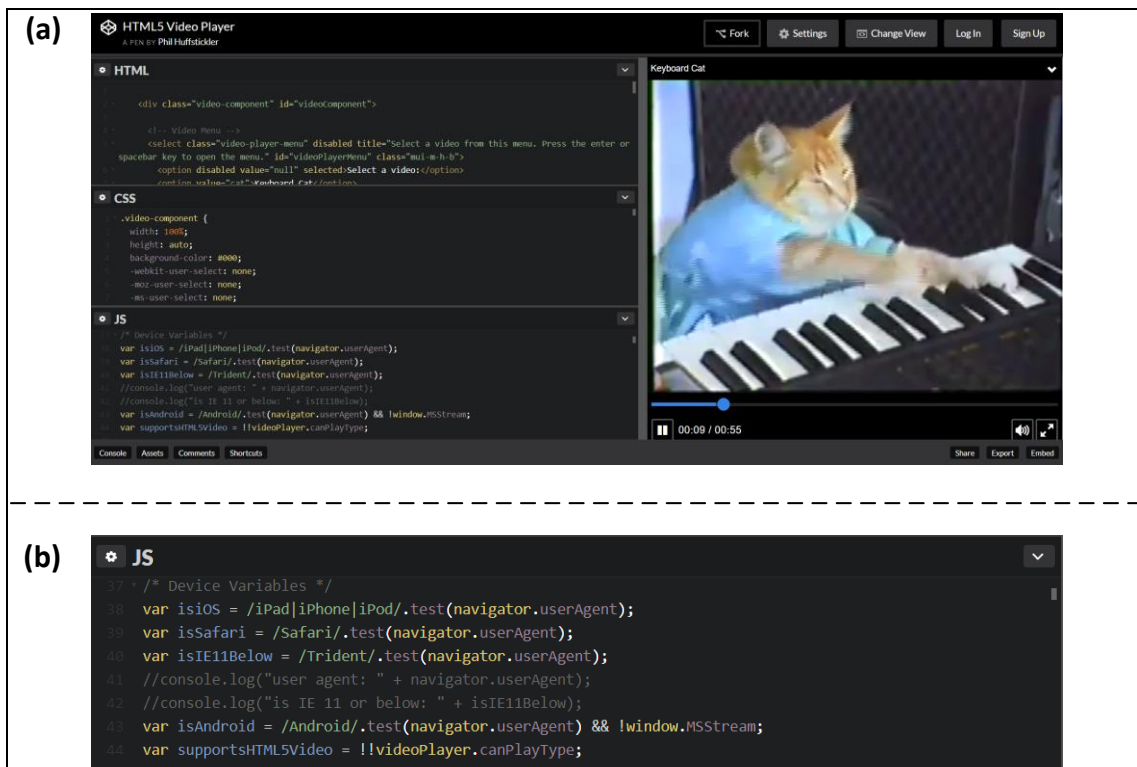 (a)
HTML5 Video Player
A PEN BY Phil Huffstickler
Fork Settings Change View Log In Sign Up
HTML
<div class="video-component" id="videoComponent">
<!-- Video Menu -->
<select class="video-player-menu" disabled title="Select a video from this menu. Press the enter or
spacebar key to open the menu." id="videoPlayerMenu" class="mui-m-h-b">
<option disabled value="null" selected>Select a video:</option>
<option value="cat">Keyboard Cat</option>
CSS
.video-component {
width: 100%;
height: auto;
background-color: #000;
-webkit-user-select: none;
-moz-user-select: none;
-ms-user-select: none;
JS
/* Device Variables */
var isiOS = /iPad|iPhone|iPod/.test(navigator.userAgent);
var isSafari = /Safari/.test(navigator.userAgent);
var isIE11Below = /Trident/.test(navigator.userAgent);
//console.log("user agent: " + navigator.userAgent);
//console.log("is IE 11 or below: " + isIE11Below);
var isAndroid = /Android/.test(navigator.userAgent) && !window.MSStream;
var supportsHTML5Video = !!videoPlayer.canPlayType;
Keyboard Cat
00:09 / 00:55
Console Assets Comments Shortcuts
Share Export Embed
(b)
JS
37 /* Device Variables */
38 var isiOS = /iPad|iPhone|iPod/.test(navigator.userAgent);
39 var isSafari = /Safari/.test(navigator.userAgent);
40 var isIE11Below = /Trident/.test(navigator.userAgent);
41 //console.log("user agent: " + navigator.userAgent);
42 //console.log("is IE 11 or below: " + isIE11Below);
43 var isAndroid = /Android/.test(navigator.userAgent) && !window.MSStream;
44 var supportsHTML5Video = !!videoPlayer.canPlayType;